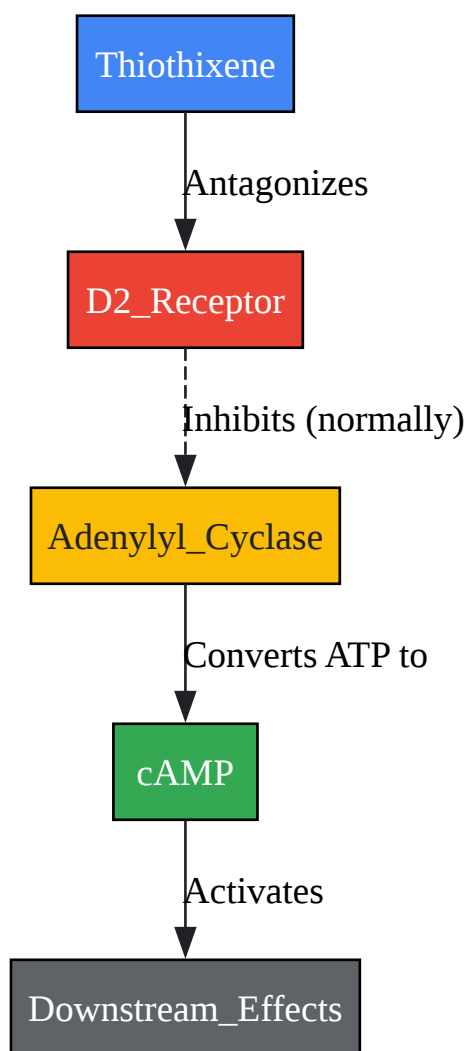 Thiothixene
Antagonizes
D2_Receptor
Inhibits (normally)
Adenylyl_Cyclase
Converts ATP to
cAMP
Activates
Downstream_Effects